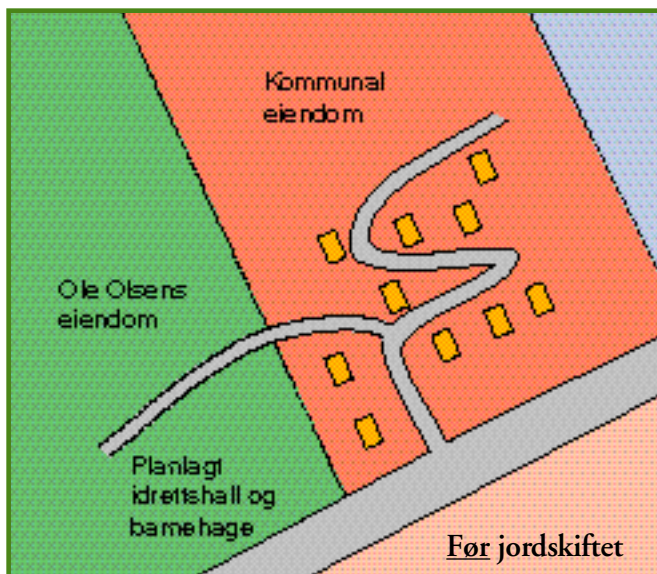 Kommunal
eiendom
Ole Olsens
eiendom
Planlagt
idrettshall og
barnehage
Før jordskiftet